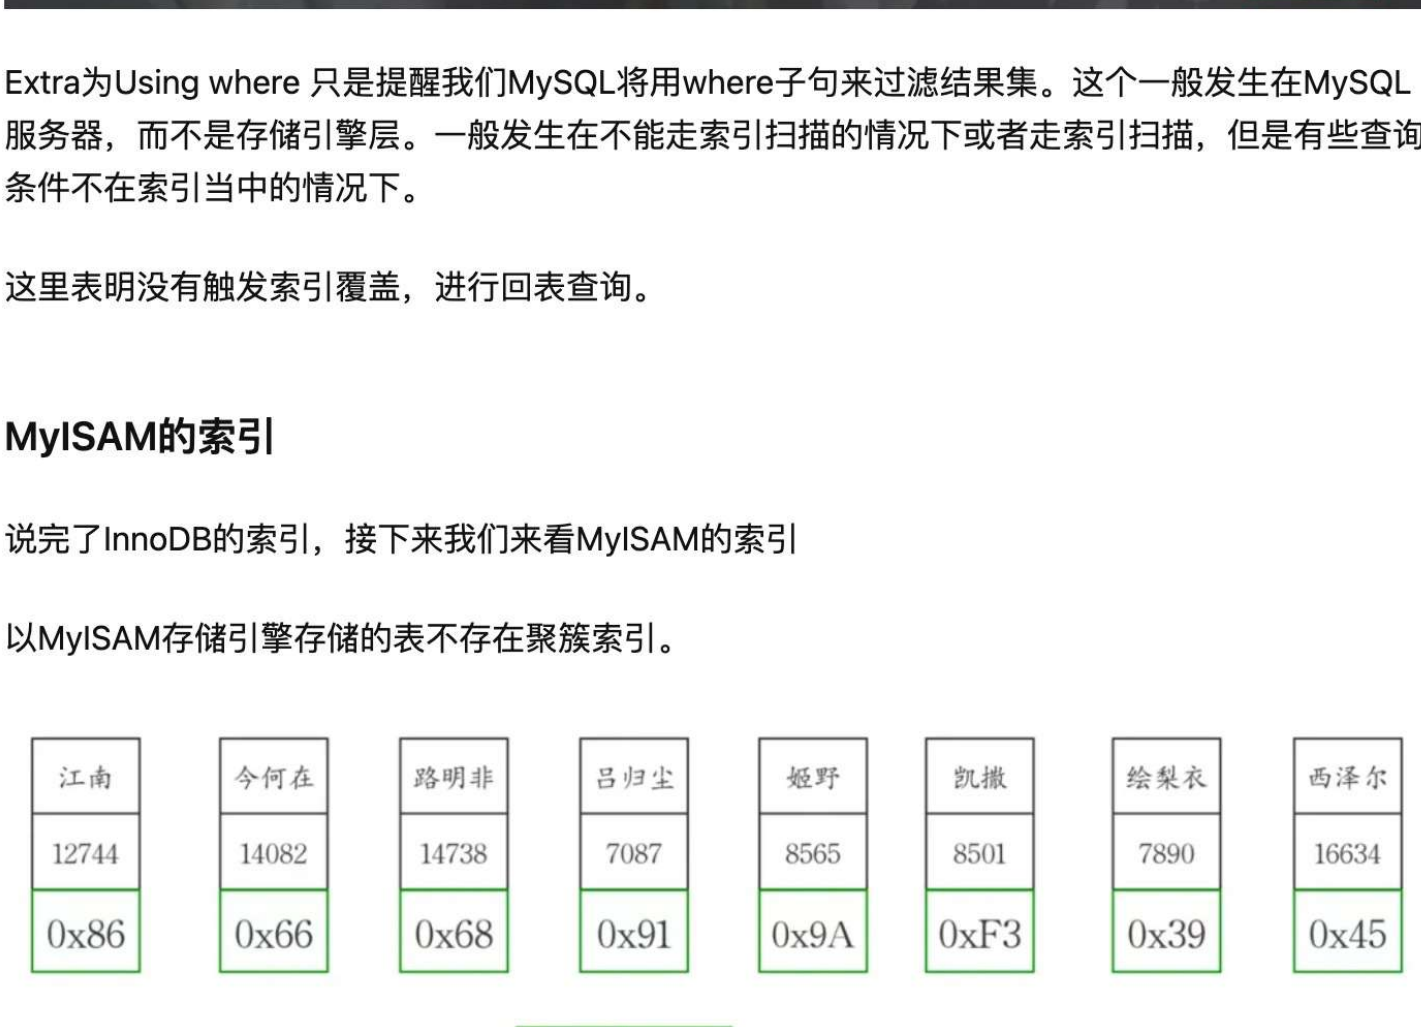 Extra为Using where 只是提醒我们MySQL将用where子句来过滤结果集。这个一般发生在MySQL
服务器，而不是存储引擎层。一般发生在不能走索引扫描的情况下或者走索引扫描，但是有些查询
条件不在索引当中的情况下。
这里表明没有触发索引覆盖，进行回表查询。
MyISAM的索引
说完了InnoDB的索引，接下来我们来看MyISAM的索引
以MyISAM存储引擎存储的表不存在聚簇索引。
江南 今何在 路明非 吕归尘 姬野 凯撒 绘梨衣 西泽尔
12744 14082 14738 7087 8565 8501 7890 16634
0x86 0x66 0x68 0x91 0x9A 0xF3 0x39 0x45